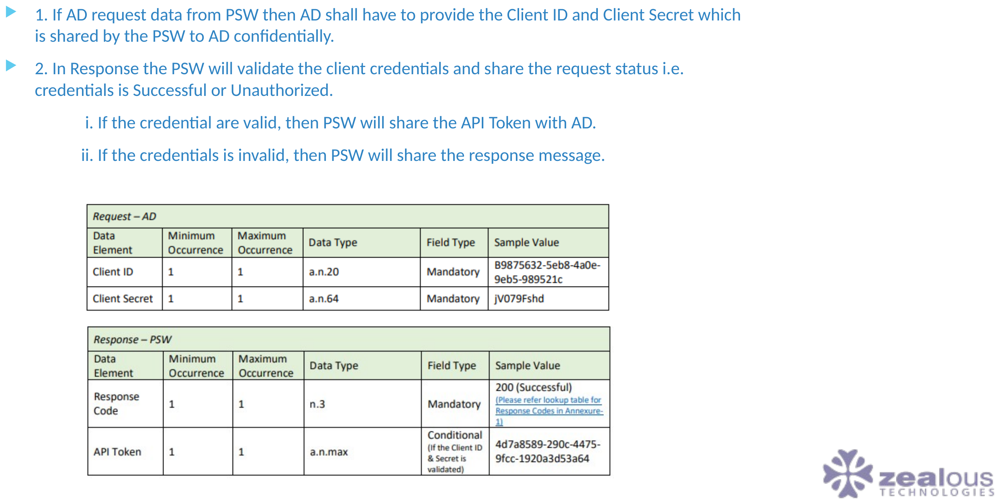 1. If AD request data from PSW then AD shall have to provide the Client ID and Client Secret which
is shared by the PSW to AD confidentially.
2. In Response the PSW will validate the client credentials and share the request status i.e.
credentials is Successful or Unauthorized.
i. If the credential are valid, then PSW will share the API Token with AD.
ii. If the credentials is invalid, then PSW will share the response message.
Request – AD
Data Element Minimum Occurrence Maximum Occurrence Data Type Field Type Sample Value
Client ID 1 1 a.n.20 Mandatory B9875632-5eb8-4a0e-9eb5-989521c
Client Secret 1 1 a.n.64 Mandatory jV079Fshd
Response – PSW
Data Element Minimum Occurrence Maximum Occurrence Data Type Field Type Sample Value
Response Code 1 1 n.3 Mandatory 200 (Successful) (Please refer lookup table for Response Codes in Annexure-1)
API Token 1 1 a.n.max Conditional (If the Client ID & Secret is validated) 4d7a8589-290c-4475-9fcc-1920a3d53a64
zealous
TECHNOLOGIES